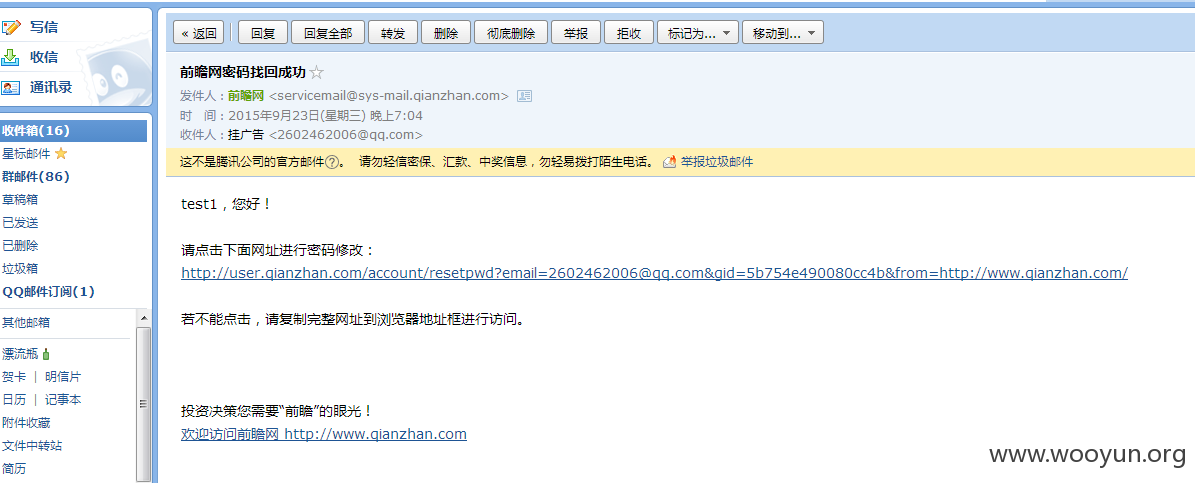 写信
收信
通讯录
收件箱(16)
星标邮件
群邮件(86)
草稿箱
已发送
已删除
垃圾箱
QQ邮件订阅(1)
其他邮箱
漂流瓶
贺卡 | 明信片
日历 | 记事本
附件收藏
文件中转站
简历
« 返回 回复 回复全部 转发 删除 彻底删除 举报 拒收 标记为... 移动到...
前瞻网密码找回成功☆
发件人：前瞻网 <servicemail@sys-mail.qianzhan.com>
时 间：2015年9月23日(星期三) 晚上7:04
收件人：挂广告 <2602462006@qq.com>
这不是腾讯公司的官方邮件?。 请勿轻信密保、汇款、中奖信息，勿轻易拨打陌生电话。 举报垃圾邮件
test1，您好！
请点击下面网址进行密码修改：
http://user.qianzhan.com/account/resetpwd?email=2602462006@qq.com&gid=5b754e490080cc4b&from=http://www.qianzhan.com/
若不能点击，请复制完整网址到浏览器地址框进行访问。
投资决策您需要“前瞻”的眼光！
欢迎访问前瞻网 http://www.qianzhan.com
www.wooyun.org